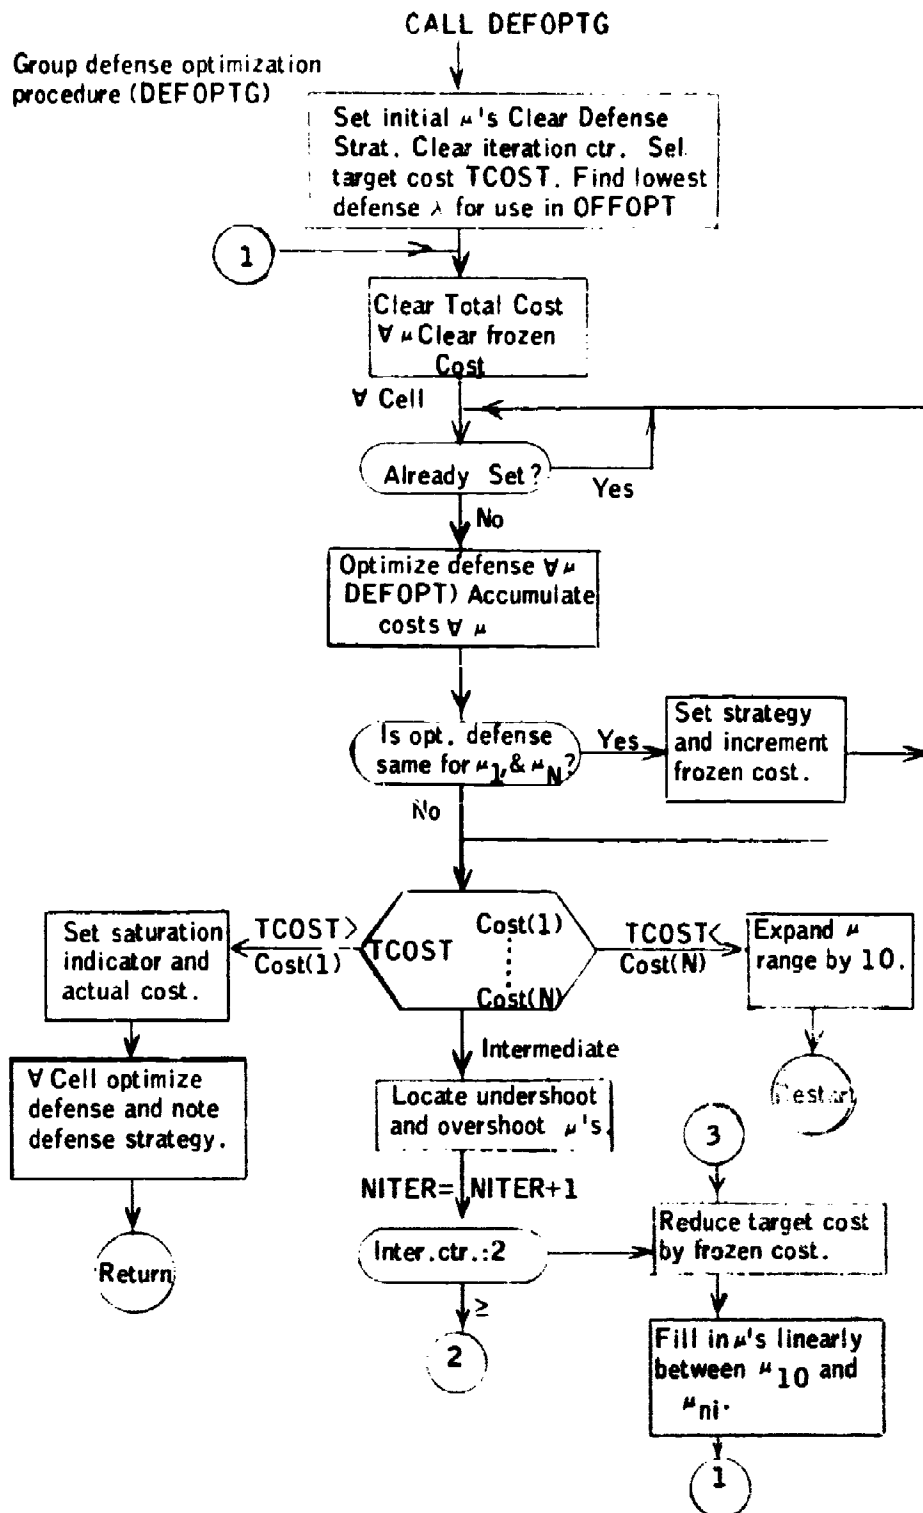 CALL DEFOPTG
Group defense optimization
procedure (DEFOPTG)
Set initial μ's Clear Defense
Strat. Clear iteration ctr. Sel
target cost TCOST. Find lowest
defense λ for use in OFFOPT
1
Clear Total Cost
∀ μ Clear frozen
Cost
∀ Cell
Already Set?
Yes
No
Optimize defense ∀ μ
DEFOPT) Accumulate
costs ∀ μ
Is opt. defense
same for μ1, & μN?
Yes
Set strategy
and increment
frozen cost.
No
Set saturation
indicator and
actual cost.
TCOST>
Cost(1)
TCOST
Cost(1)
Cost(N)
TCOST<
Cost(N)
Expand μ
range by 10.
Restart
Intermediate
∀ Cell optimize
defense and note
defense strategy.
Locate undershoot
and overshoot μ's.
3
NITER= NITER+1
Return
Inter.ctr.:2
Reduce target cost
by frozen cost.
≥
2
Fill in μ's linearly
between μ10 and
μni.
1